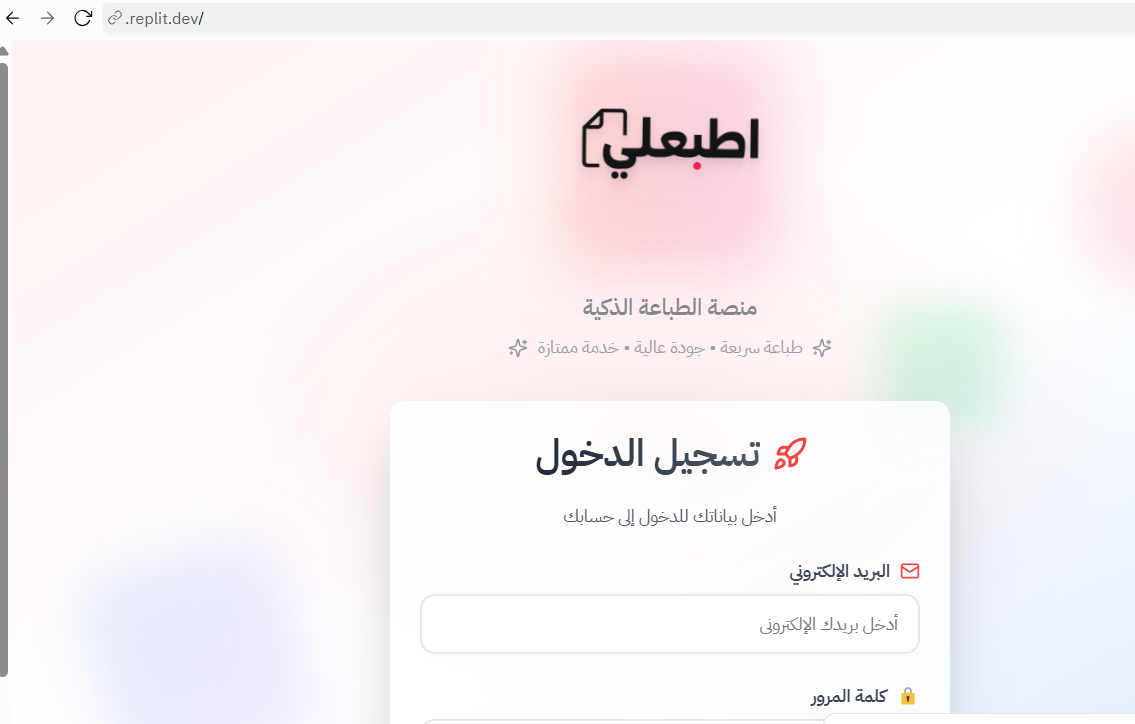 .replit.dev/
اطبعلي
منصة الطباعة الذكية
طباعة سريعة • جودة عالية • خدمة ممتازة
تسجيل الدخول
أدخل بياناتك للدخول إلى حسابك
البريد الإلكتروني
أدخل بريدك الإلكتروني
كلمة المرور